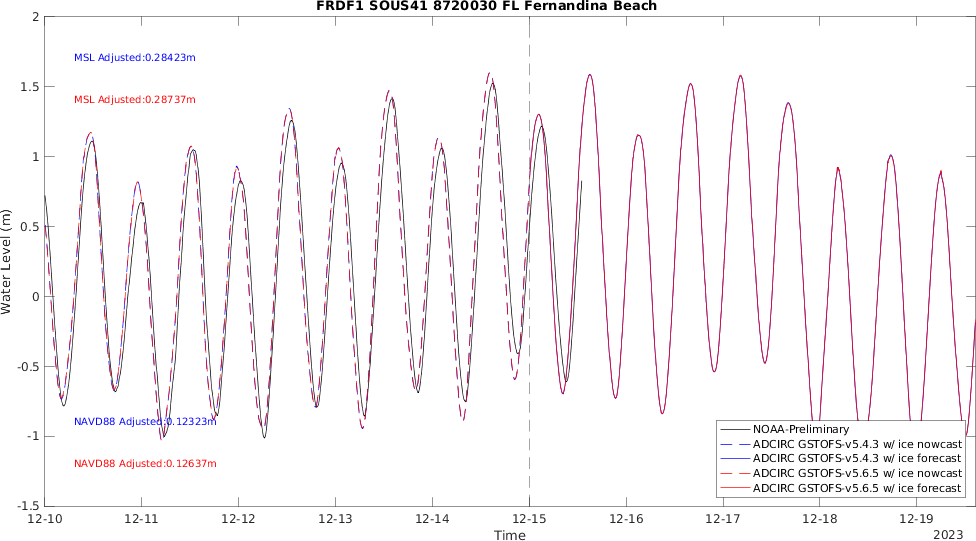 FRDF1 SOUS41 8720030 FL Fernandina Beach
2
1.5
1
0.5
0
-0.5
-1
-1.5
Water Level (m)
MSL Adjusted:0.28423m
MSL Adjusted:0.28737m
NAVD88 Adjusted:0.12323m
NAVD88 Adjusted:0.12637m
NOAA-Preliminary
ADCIRC GSTOFS-v5.4.3 w/ ice nowcast
ADCIRC GSTOFS-v5.4.3 w/ ice forecast
ADCIRC GSTOFS-v5.6.5 w/ ice nowcast
ADCIRC GSTOFS-v5.6.5 w/ ice forecast
12-10 12-11 12-12 12-13 12-14 12-15 12-16 12-17 12-18 12-19
Time
2023